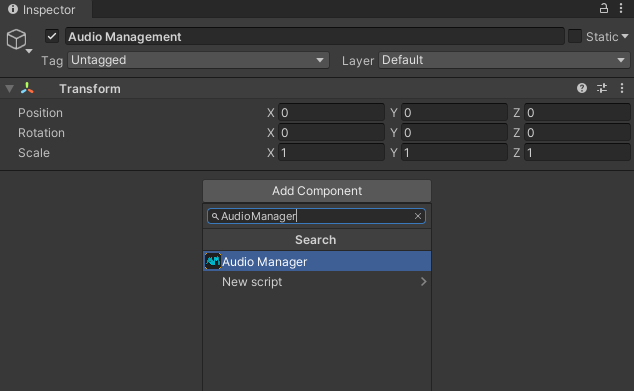 Inspector
Audio Management Static
Tag Untagged Layer Default
Transform
Position X 0 Y 0 Z 0
Rotation X 0 Y 0 Z 0
Scale X 1 Y 1 Z 1
Add Component
AudioManager
Search
Audio Manager
New script